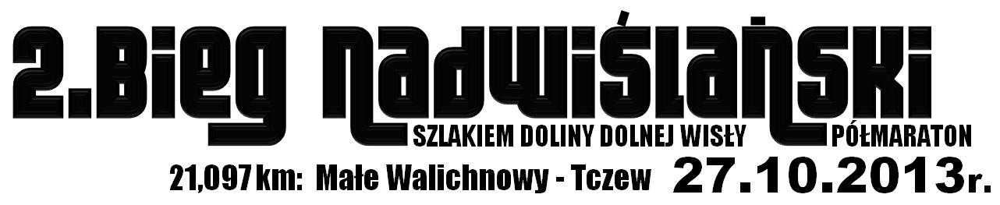 2.Bieg nadwiślański
SZLAKIEM DOLINY DOLNEJ WISŁY PÓŁMARATON
21,097 km: Małe Walichnowy - Tczew 27.10.2013r.